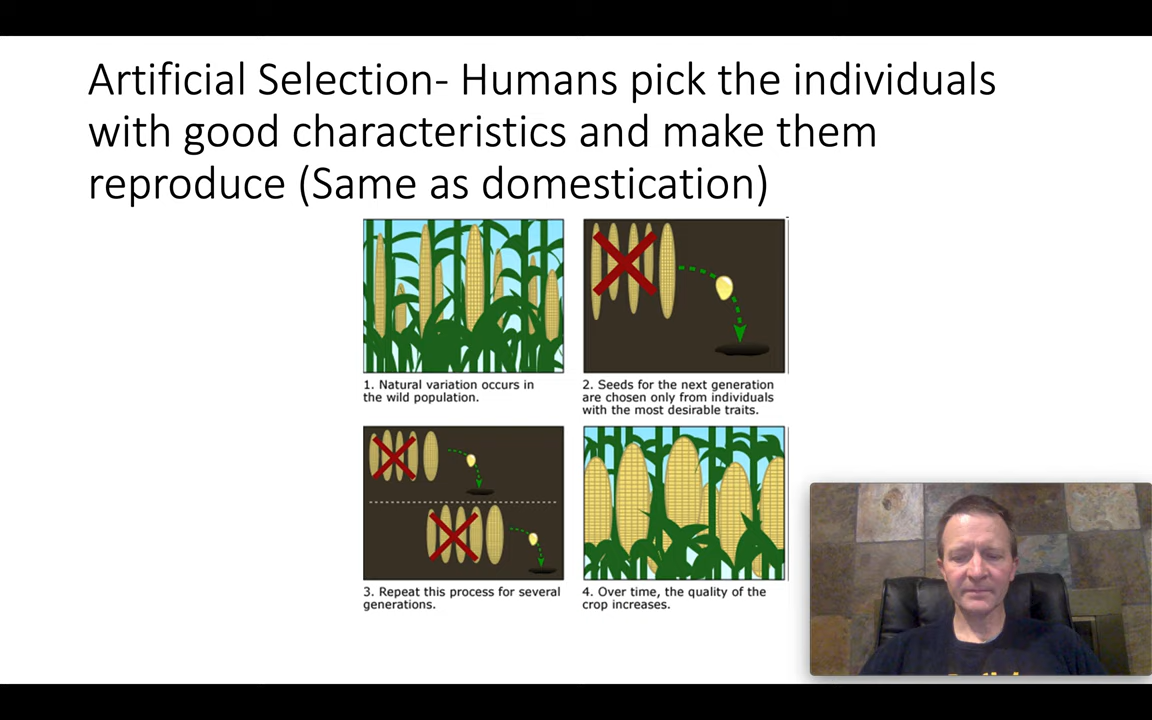 Artificial Selection- Humans pick the individuals
with good characteristics and make them
reproduce (Same as domestication)
1. Natural variation occurs in
the wild population.
2. Seeds for the next generation
are chosen only from individuals
with the most desirable traits.
3. Repeat this process for several
generations.
4. Over time, the quality of the
crop increases.